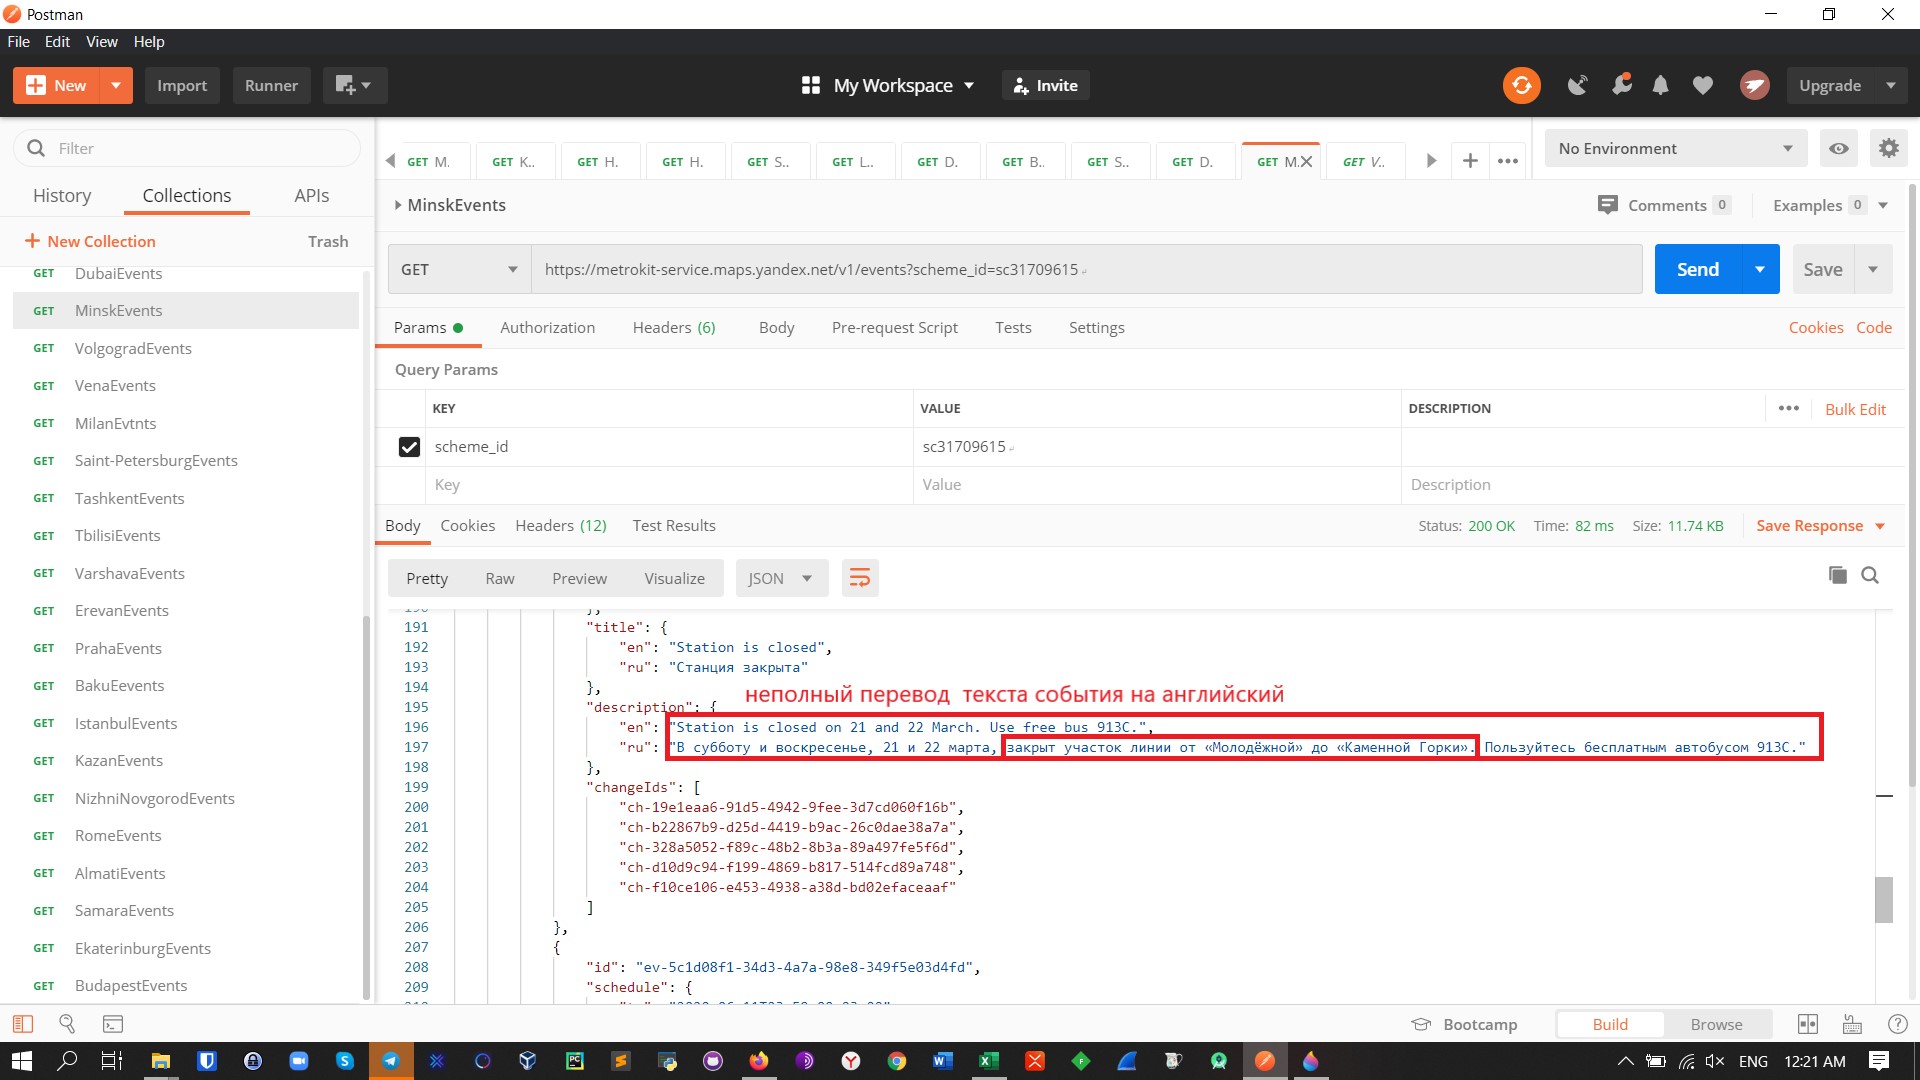 Postman
File Edit View Help
New Import Runner My Workspace Invite Upgrade
Filter
GET M. GET K.. GET H. GET H. GET S.. GET L.. GET D. GET B.. GET S.. GET D. GET M. GET V..
No Environment
History Collections APIs
MinskEvents
Comments 0 Examples 0
New Collection Trash
GET DubaiEvents
GET MinskEvents
GET VolgogradEvents
GET VenaEvents
GET MilanEvtnts
GET Saint-PetersburgEvents
GET TashkentEvents
GET TbilisiEvents
GET VarshavaEvents
GET ErevanEvents
GET PrahaEvents
GET BakuEevents
GET IstanbulEvents
GET KazanEvents
GET NizhniNovgorodEvents
GET RomeEvents
GET AlmatiEvents
GET SamaraEvents
GET EkaterinburgEvents
GET BudapestEvents
GET https://metrokit-service.maps.yandex.net/v1/events?scheme_id=sc31709615
Send Save
Params Authorization Headers (6) Body Pre-request Script Tests Settings Cookies Code
Query Params
KEY VALUE DESCRIPTION Bulk Edit
scheme_id sc31709615
Key Value Description
Body Cookies Headers (12) Test Results Status: 200 OK Time: 82 ms Size: 11.74 KB Save Response
Pretty Raw Preview Visualize JSON
191 "title": {
192 "en": "Station is closed",
193 "ru": "Станция закрыта"
194 },
неполный перевод текста события на английский
195 "description": {
196 "en": "Station is closed on 21 and 22 March. Use free bus 913C.",
197 "ru": "В субботу и воскресенье, 21 и 22 марта, закрыт участок линии от «Молодёжной» до «Каменной Горки». Пользуйтесь бесплатным автобусом 913С."
198 },
199 "changeIds": [
200 "ch-19e1eaa6-91d5-4942-9fee-3d7cd060f16b",
201 "ch-b22867b9-d25d-4419-b9ac-26c0dae38a7a",
202 "ch-328a5052-f89c-48b2-8b3a-89a497fe5f6d",
203 "ch-d10d9c94-f199-4869-b817-514fcd89a748",
204 "ch-f10ce106-e453-4938-a38d-bd02efaceaaf"
205 ]
206 },
207 {
208 "id": "ev-5c1d08f1-34d3-4a7a-98e8-349f5e03d4fd",
209 "schedule": {
Bootcamp Build Browse
ENG 12:21 AM